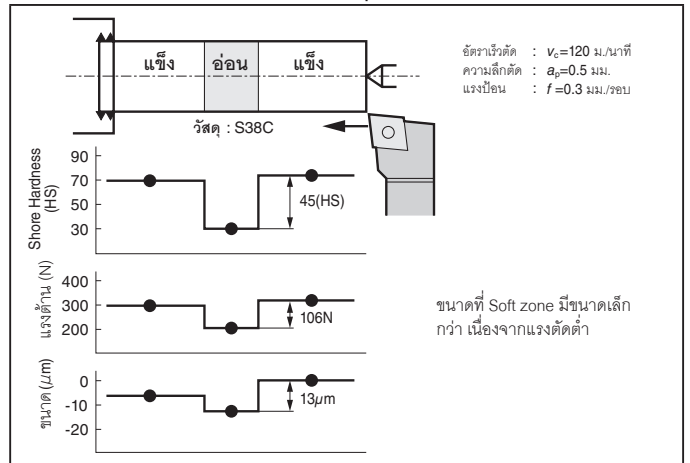 แข็ง อ่อน แข็ง
วัสดุ : S38C
อัตราเร็วตัด : vc=120 ม./นาที
ความลึกตัด : ap=0.5 มม.
แรงป้อน : f =0.3 มม./รอบ
Shore Hardness
(HS)
90
70
50
30
45(HS)
แรงต้าน (N)
400
300
200
106N
ขนาดที่ Soft zone มีขนาดเล็ก
กว่า เนื่องจากแรงตัดต่ำ
ขนาด (μm)
0
-10
-20
13μm